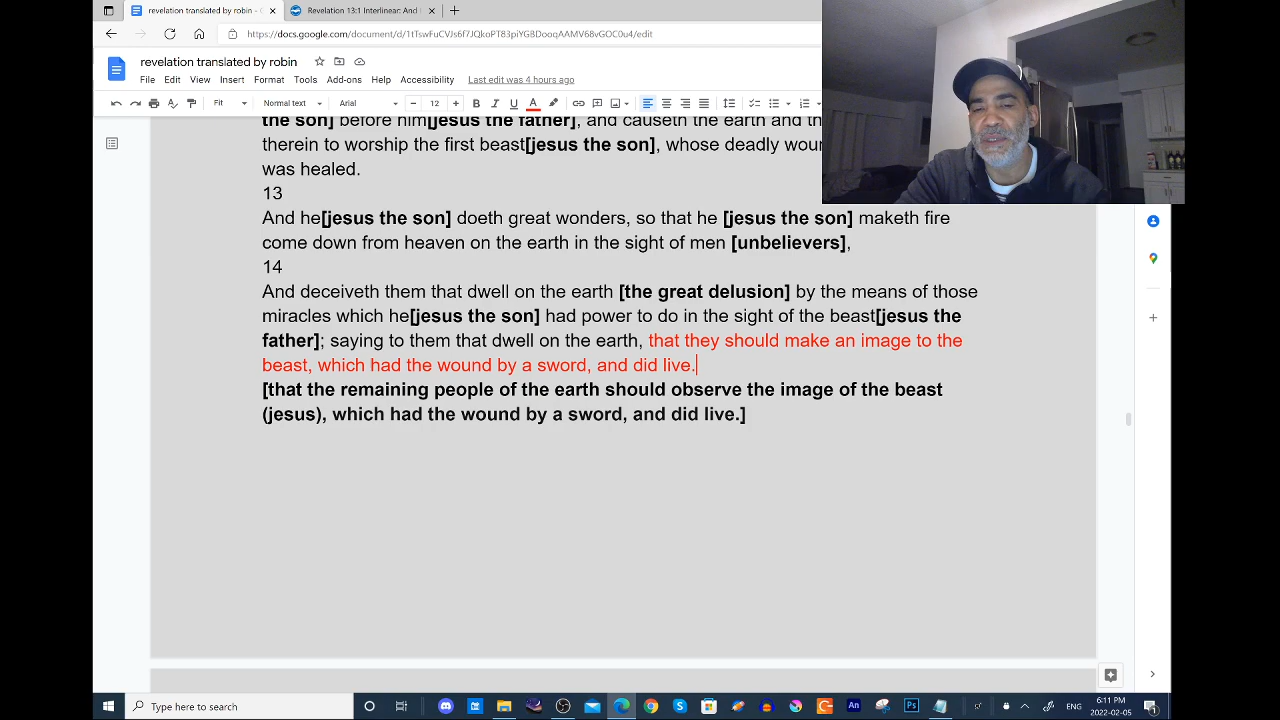 revelation translated by robin - G
Revelation 13:1 Interlinear: And I
https://docs.google.com/document/d/1tTswFuCVJs6f7JQkoPT83piYGBDooqAAMV68vGOC0u4/edit
revelation translated by robin
File Edit View Insert Format Tools Add-ons Help Accessibility Last edit was 4 hours ago
Fit Normal text Arial 12
the son] before him[jesus the father], and causeth the earth and th
therein to worship the first beast[jesus the son], whose deadly woun
was healed.
13
And he[jesus the son] doeth great wonders, so that he [jesus the son] maketh fire
come down from heaven on the earth in the sight of men [unbelievers],
14
And deceiveth them that dwell on the earth [the great delusion] by the means of those
miracles which he[jesus the son] had power to do in the sight of the beast[jesus the
father]; saying to them that dwell on the earth, that they should make an image to the
beast, which had the wound by a sword, and did live.
[that the remaining people of the earth should observe the image of the beast
(jesus), which had the wound by a sword, and did live.]
Type here to search
ENG
6:11 PM
2022-02-05